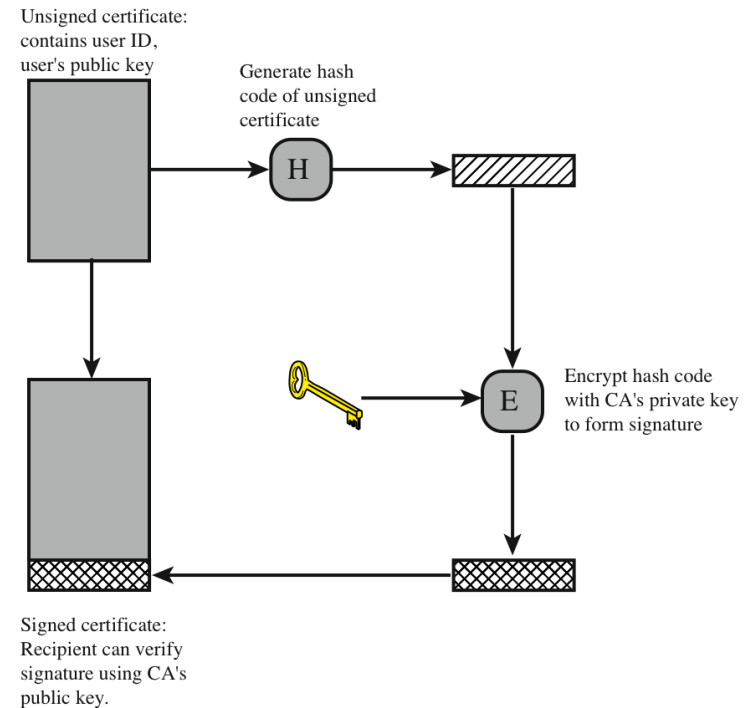 Unsigned certificate:
contains user ID,
user's public key
Generate hash
code of unsigned
certificate
H
E
Encrypt hash code
with CA's private key
to form signature
Signed certificate:
Recipient can verify
signature using CA's
public key.